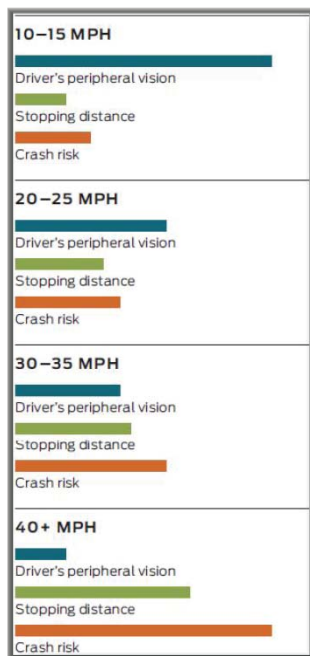 10–15 MPH
Driver's peripheral vision
Stopping distance
Crash risk
20–25 MPH
Driver's peripheral vision
Stopping distance
Crash risk
30–35 MPH
Driver's peripheral vision
Stopping distance
Crash risk
40+ MPH
Driver's peripheral vision
Stopping distance
Crash risk